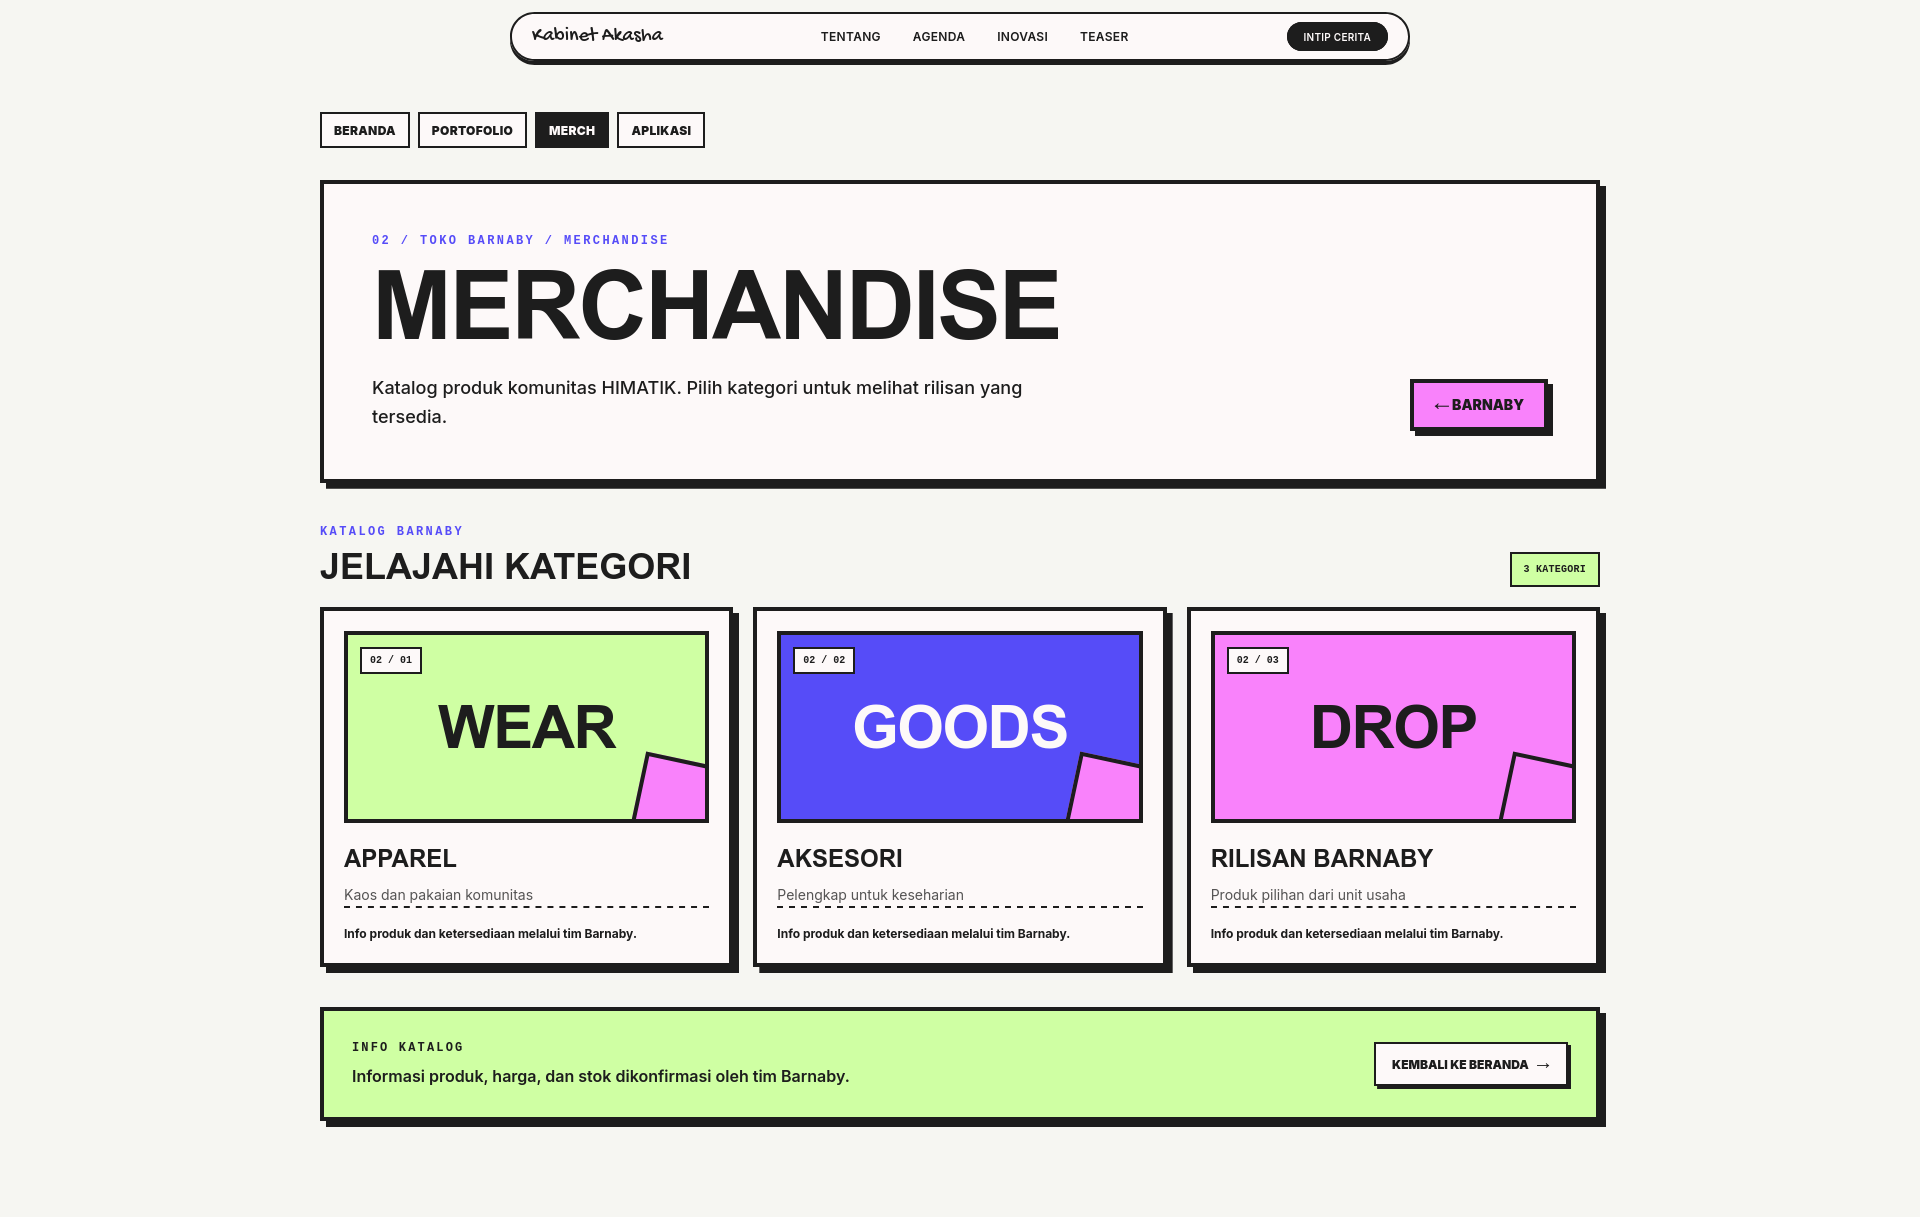 Kabinet Akasha
TENTANG
AGENDA
INOVASI
TEASER
INTIP CERITA
BERANDA
PORTOFOLIO
MERCH
APLIKASI
02 / TOKO BARNABY / MERCHANDISE
MERCHANDISE
Katalog produk komunitas HIMATIK. Pilih kategori untuk melihat rilisan yang
tersedia.
←BARNABY
KATALOG BARNABY
JELAJAHI KATEGORI
3 KATEGORI
02 / 01
WEAR
APPAREL
Kaos dan pakaian komunitas
Info produk dan ketersediaan melalui tim Barnaby.
02 / 02
GOODS
AKSESORI
Pelengkap untuk keseharian
Info produk dan ketersediaan melalui tim Barnaby.
02 / 03
DROP
RILISAN BARNABY
Produk pilihan dari unit usaha
Info produk dan ketersediaan melalui tim Barnaby.
INFO KATALOG
Informasi produk, harga, dan stok dikonfirmasi oleh tim Barnaby.
KEMBALI KE BERANDA →